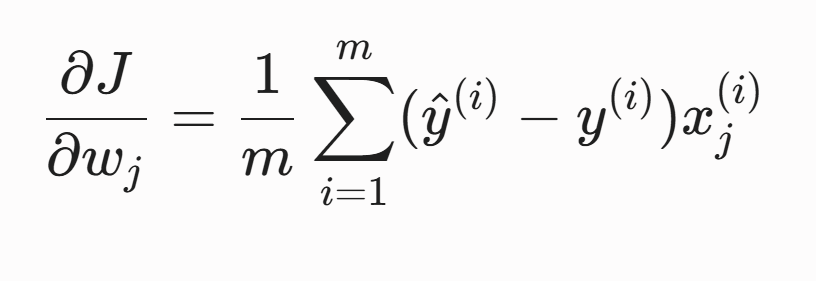 ∂J/∂w_j = 1/m ∑_{i=1}^{m} (ŷ^{(i)} − y^{(i)})x_j^{(i)}